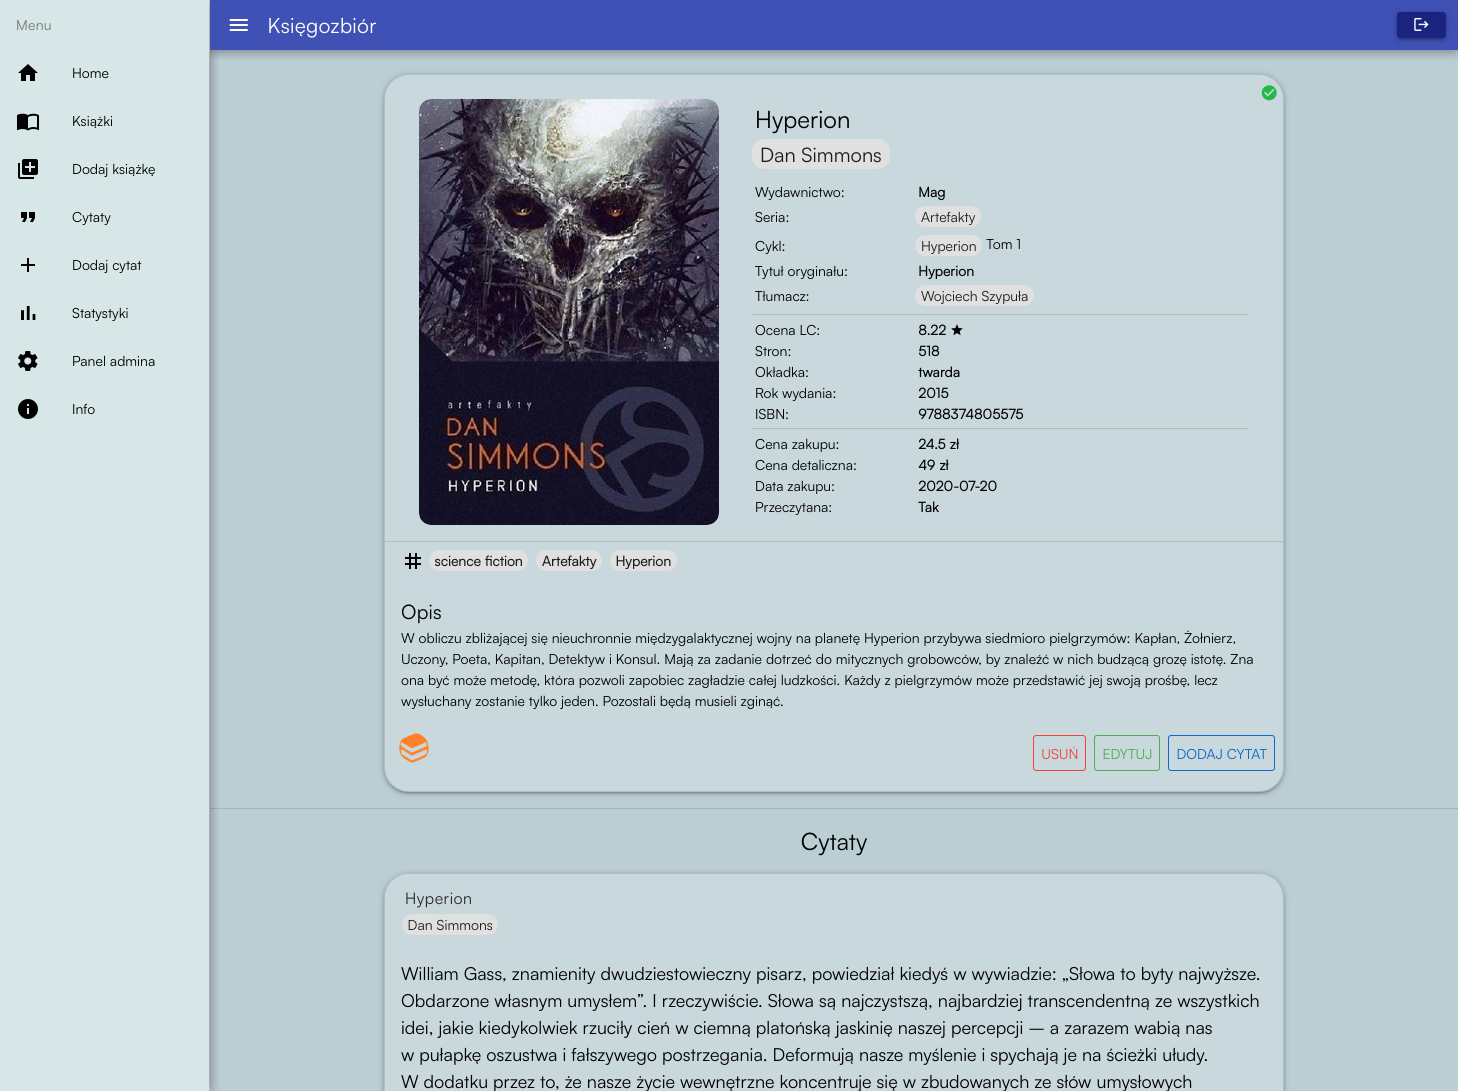 Menu
Home
Książki
Dodaj książkę
Cytaty
Dodaj cytat
Statystyki
Panel admina
Info
Księgozbiór
artefakty
DAN
SIMMONS
HYPERION
Hyperion
Dan Simmons
Wydawnictwo: Mag
Seria: Artefakty
Cykl: Hyperion Tom 1
Tytuł oryginału: Hyperion
Tłumacz: Wojciech Szypuła
Ocena LC: 8.22 ★
Stron: 518
Okładka: twarda
Rok wydania: 2015
ISBN: 9788374805575
Cena zakupu: 24.5 zł
Cena detaliczna: 49 zł
Data zakupu: 2020-07-20
Przeczytana: Tak
# science fiction Artefakty Hyperion
Opis
W obliczu zbliżającej się nieuchronnie międzygalaktycznej wojny na planetę Hyperion przybywa siedmioro pielgrzymów: Kapłan, Żołnierz,
Uczony, Poeta, Kapitan, Detektyw i Konsul. Mają za zadanie dotrzeć do mitycznych grobowców, by znaleźć w nich budzącą grozę istotę. Zna
ona być może metodę, która pozwoli zapobiec zagładzie całej ludzkości. Każdy z pielgrzymów może przedstawić jej swoją prośbę, lecz
wysłuchany zostanie tylko jeden. Pozostali będą musieli zginąć.
USUŃ EDYTUJ DODAJ CYTAT
Cytaty
Hyperion
Dan Simmons
William Gass, znamienity dwudziestowieczny pisarz, powiedział kiedyś w wywiadzie: „Słowa to byty najwyższe.
Obdarzone własnym umysłem”. I rzeczywiście. Słowa są najczystszą, najbardziej transcendentną ze wszystkich
idei, jakie kiedykolwiek rzuciły cień w ciemną platońską jaskinię naszej percepcji — a zarazem wabią nas
w pułapkę oszustwa i fałszywego postrzegania. Deformują nasze myślenie i spychają je na ścieżki ułudy.
W dodatku przez to, że nasze życie wewnętrzne koncentruje się w zbudowanych ze słów umysłowych